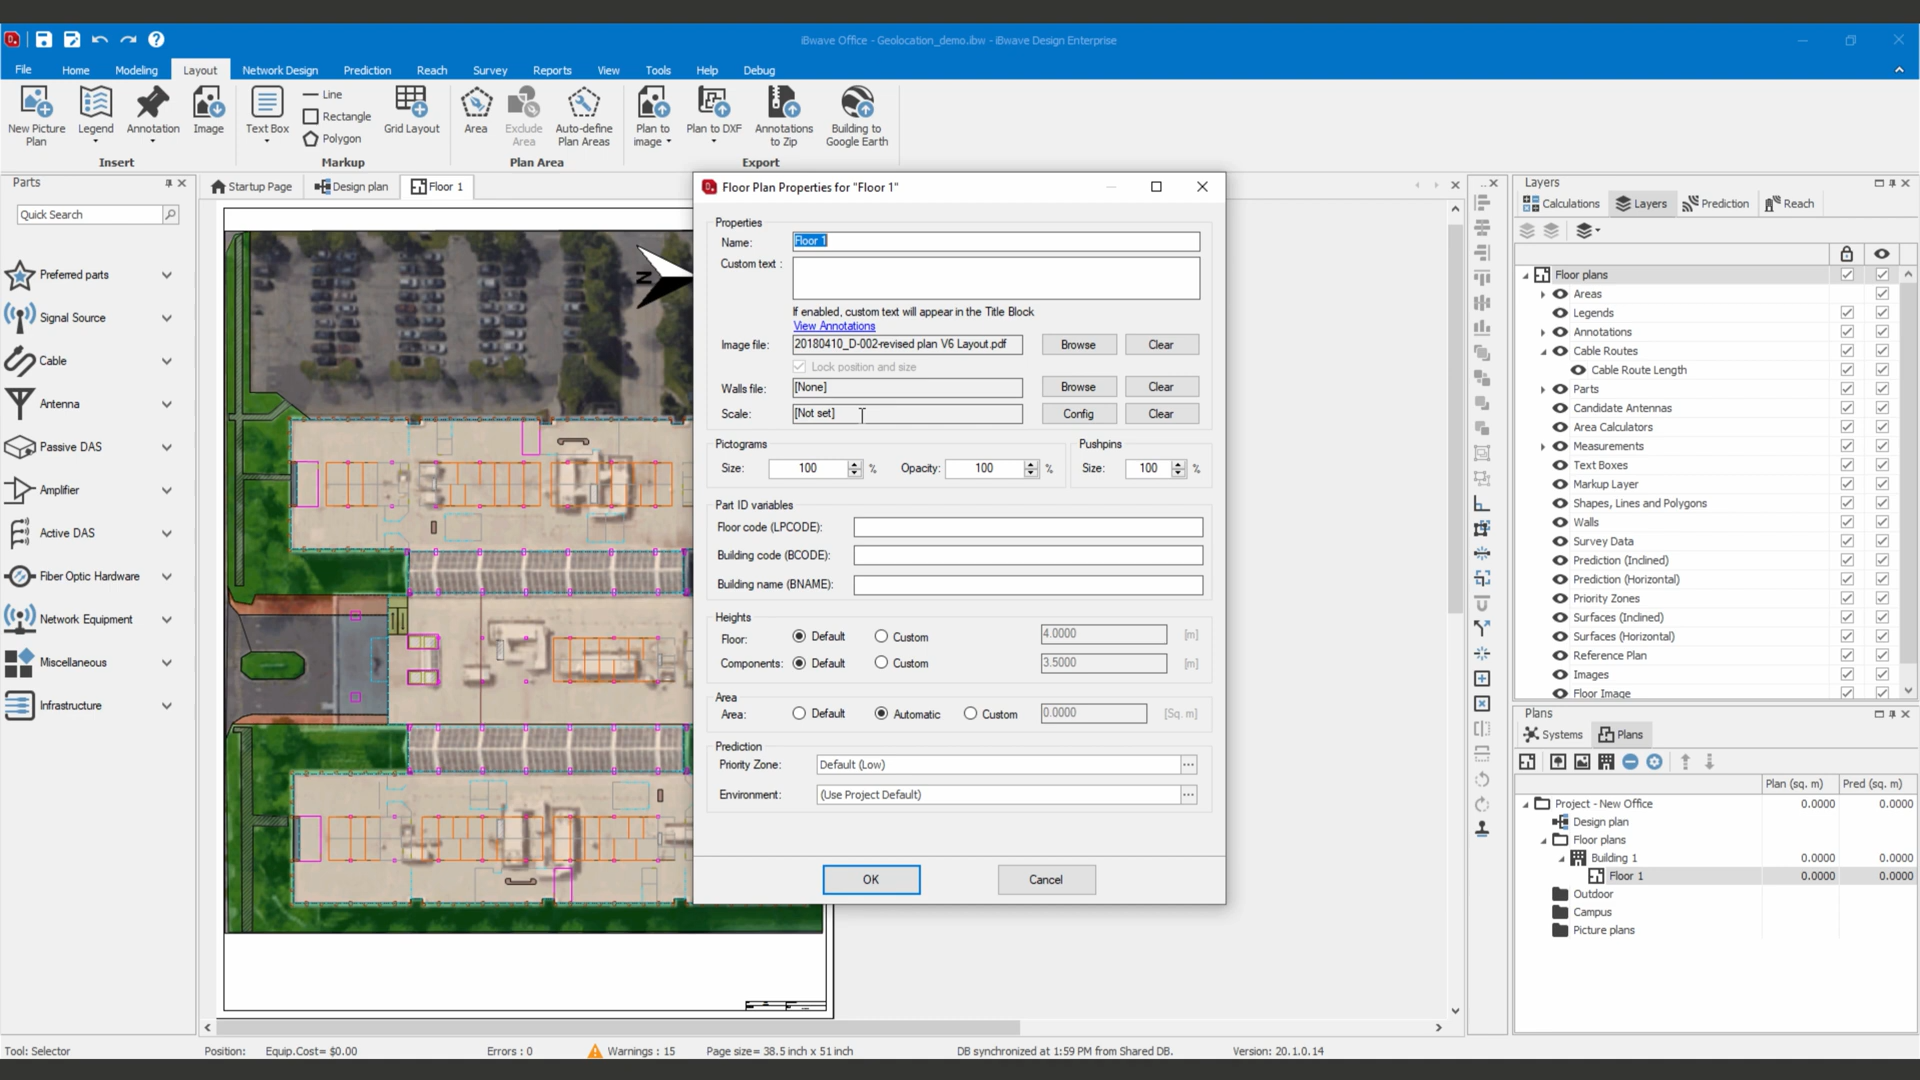 iBwave Office - Geolocation_demo.ibw - iBwave Design Enterprise
File Home Modeling Layout Network Design Prediction Reach Survey Reports View Tools Help Debug
New Picture Plan
Legend
Annotation
Image
Text Box
Line
Rectangle
Polygon
Grid Layout
Area
Exclude Area
Auto-define Plan Areas
Plan to image
Plan to DXF
Annotations to Zip
Building to Google Earth
Insert Markup Plan Area Export
Parts
Quick Search
Preferred parts
Signal Source
Cable
Antenna
Passive DAS
Amplifier
Active DAS
Fiber Optic Hardware
Network Equipment
Miscellaneous
Infrastructure
Startup Page Design plan Floor 1
N
Floor Plan Properties for "Floor 1"
Properties
Name: Floor 1
Custom text :
If enabled, custom text will appear in the Title Block
View Annotations
Image file: 20180410_D-002-revised plan V6 Layout.pdf Browse Clear
Lock position and size
Walls file: [None] Browse Clear
Scale: [Not set] Config Clear
Pictograms Pushpins
Size: 100 % Opacity: 100 % Size: 100 %
Part ID variables
Floor code (LPCODE):
Building code (BCODE):
Building name (BNAME):
Heights
Floor: Default Custom 4.0000 [m]
Components: Default Custom 3.5000 [m]
Area
Area: Default Automatic Custom 0.0000 [Sq. m]
Prediction
Priority Zone: Default (Low) ...
Environment: (Use Project Default) ...
OK Cancel
Layers
Calculations Layers Prediction Reach
Floor plans
Areas
Legends
Annotations
Cable Routes
Cable Route Length
Parts
Candidate Antennas
Area Calculators
Measurements
Text Boxes
Markup Layer
Shapes, Lines and Polygons
Walls
Survey Data
Prediction (Inclined)
Prediction (Horizontal)
Priority Zones
Surfaces (Inclined)
Surfaces (Horizontal)
Reference Plan
Images
Floor Image
Plans
Systems Plans
Plan (sq. m) Pred (sq. m)
Project - New Office 0.0000 0.0000
Design plan
Floor plans
Building 1 0.0000 0.0000
Floor 1 0.0000 0.0000
Outdoor
Campus
Picture plans
Tool: Selector Position: Equip.Cost= $0.00 Errors : 0 Warnings : 15 Page size= 38.5 inch x 51 inch DB synchronized at 1:59 PM from Shared DB. Version: 20.1.0.14